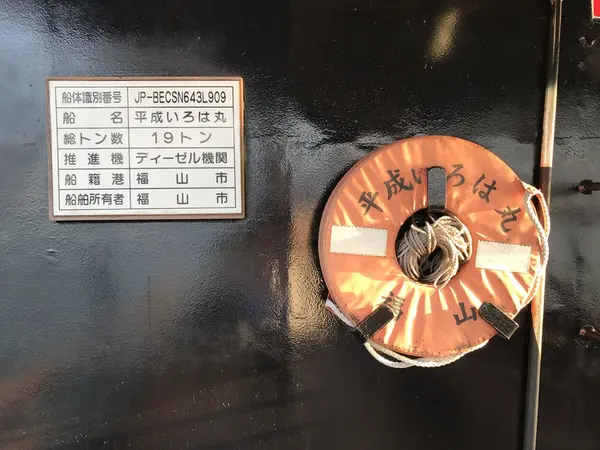 船体識別番号 JP-BECSN643L909
船名 平成いろは丸
総トン数 19トン
推進機 ディーゼル機関
船籍港 福山市
船舶所有者 福山市
平成いろは丸
福山